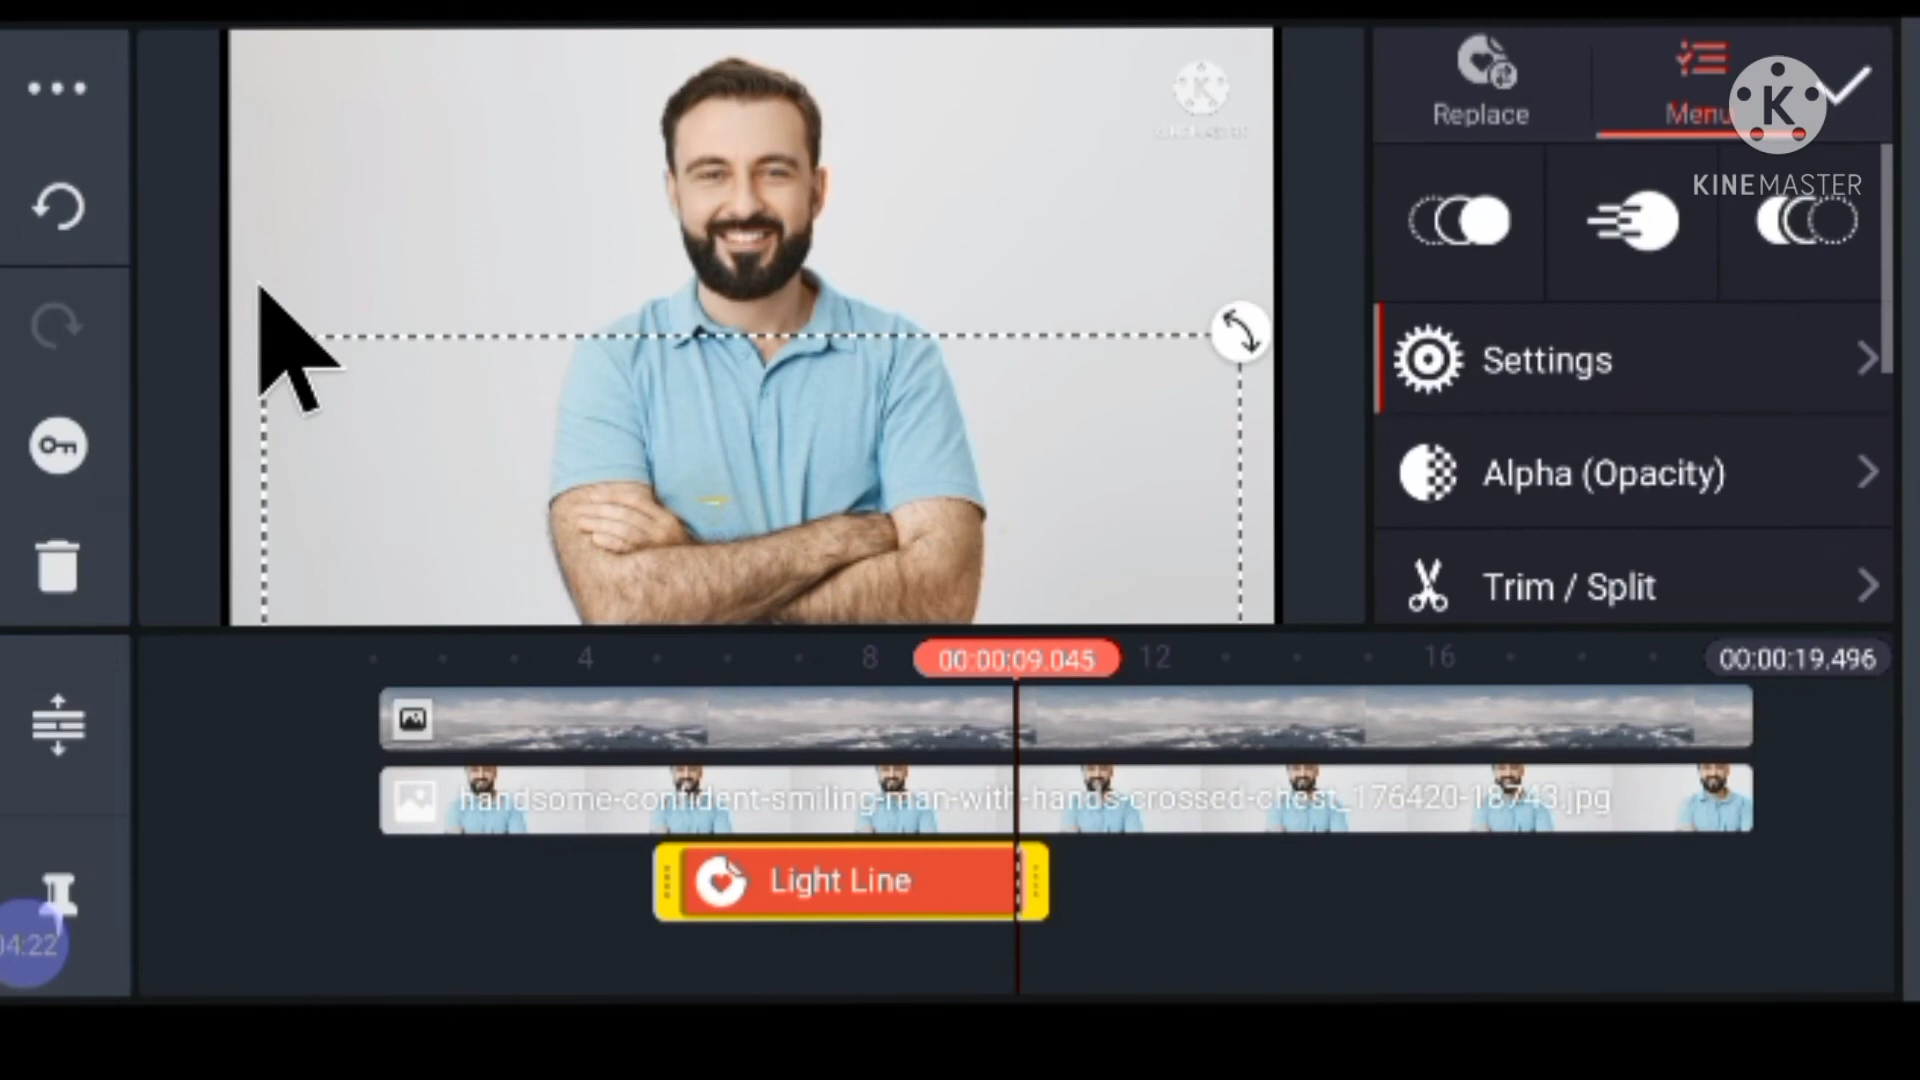 Replace
Menu
K
KINEMASTER
Settings
Alpha (Opacity)
Trim / Split
4
8
00:00:09.045
12
16
00:00:19.496
handsome-confident-smiling-man-with-hands-crossed-chest_176420-18743.jpg
Light Line
04:22